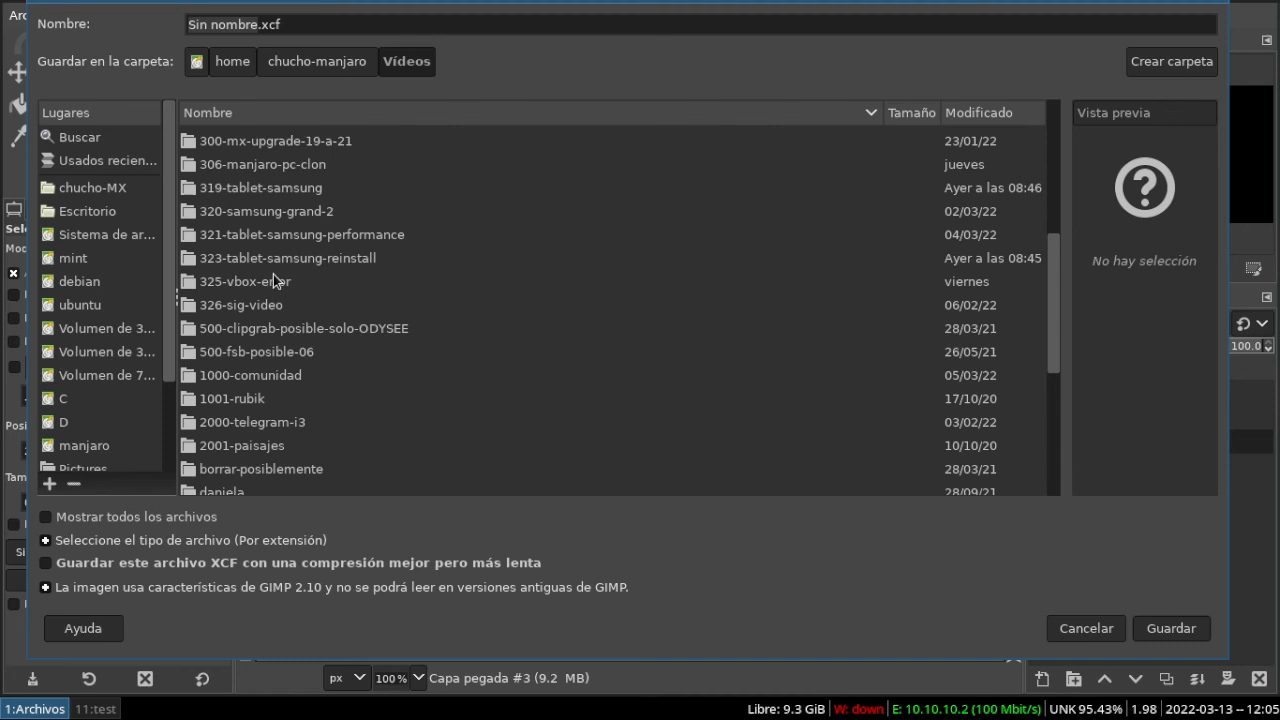 Arc
Nombre: Sin nombre.xcf
Guardar en la carpeta: home chucho-manjaro Vídeos Crear carpeta
Lugares Nombre Tamaño Modificado Vista previa
Buscar
Usados recien...
chucho-MX
Escritorio
Sistema de ar...
mint
debian
ubuntu
Volumen de 3...
Volumen de 3...
Volumen de 7...
C
D
manjaro
Pictures
300-mx-upgrade-19-a-21 23/01/22
306-manjaro-pc-clon jueves
319-tablet-samsung Ayer a las 08:46
320-samsung-grand-2 02/03/22
321-tablet-samsung-performance 04/03/22
323-tablet-samsung-reinstall Ayer a las 08:45
325-vbox-error viernes
326-sig-video 06/02/22
500-clipgrab-posible-solo-ODYSEE 28/03/21
500-fsb-posible-06 26/05/21
1000-comunidad 05/03/22
1001-rubik 17/10/20
2000-telegram-i3 03/02/22
2001-paisajes 10/10/20
borrar-posiblemente 28/03/21
daniela 28/09/21
No hay selección
100.0
Mostrar todos los archivos
Seleccione el tipo de archivo (Por extensión)
Guardar este archivo XCF con una compresión mejor pero más lenta
La imagen usa características de GIMP 2.10 y no se podrá leer en versiones antiguas de GIMP.
Ayuda Cancelar Guardar
px 100 % Capa pegada #3 (9.2 MB)
1:Archivos 11:test Libre: 9.3 GiB W: down E: 10.10.10.2 (100 Mbit/s) UNK 95.43% 1.98 2022-03-13 -- 12:05